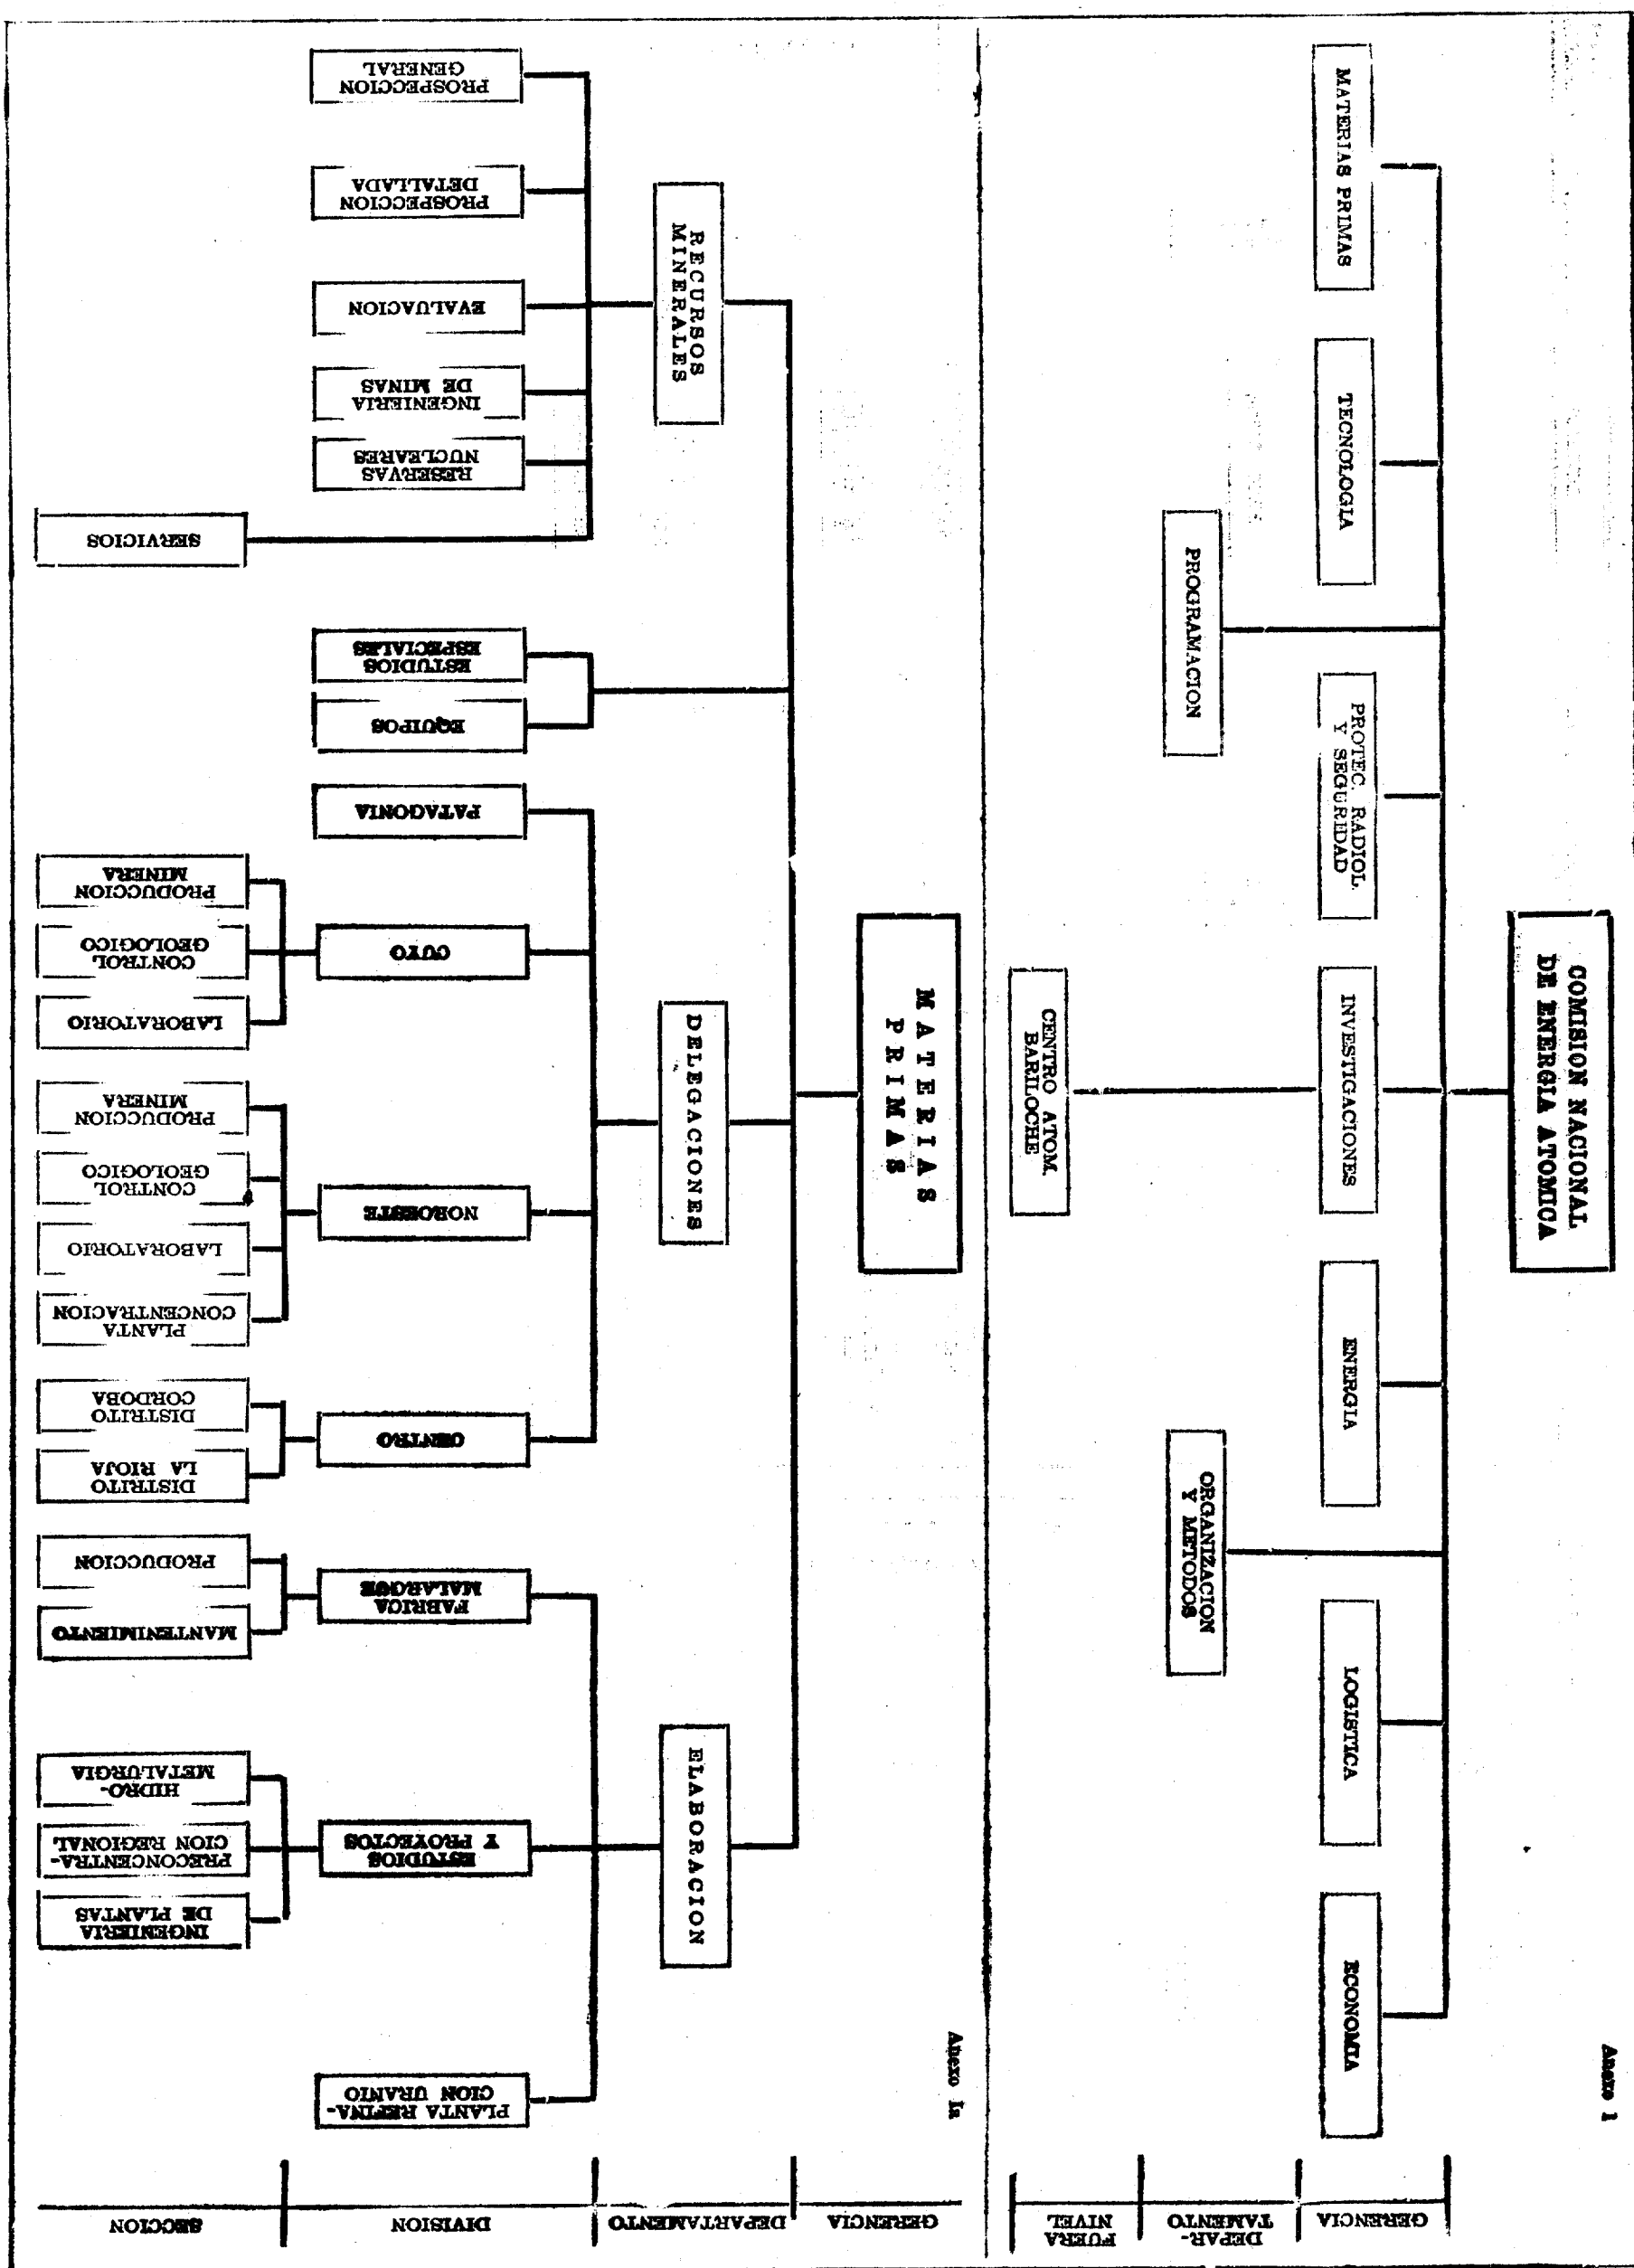 Anexo 1
COMISION NACIONAL
DE ENERGIA ATOMICA
MATERIAS PRIMAS
TECNOLOGIA
PROTEC. RADIOL.
Y SEGURIDAD
INVESTIGACIONES
ENERGIA
LOGISTICA
ECONOMIA
GERENCIA
PROGRAMACION
ORGANIZACION
Y METODOS
DEPAR-
TAMENTO
CENTRO ATOM.
BARILOCHE
FUERA
NIVEL
Anexo Ia
MATERIAS
PRIMAS
GERENCIA
RECURSOS
MINERALES
DELEGACIONES
ELABORACION
DEPARTAMENTO
PROSPECCION
GENERAL
PROSPECCION
DETALLADA
EVALUACION
INGENIERIA
DE MINAS
RESERVAS
NUCLEARES
ESTUDIOS
ESPECIALES
EQUIPOS
PATAGONIA
CUYO
NOROESTE
CENTRO
FABRICA
MALARGUE
ESTUDIOS
Y PROYECTOS
PLANTA REFINA-
CION URANIO
DIVISION
SERVICIOS
PRODUCCION
MINERA
CONTROL
GEOLOGICO
LABORATORIO
PRODUCCION
MINERA
CONTROL
GEOLOGICO
LABORATORIO
PLANTA
CONCENTRACION
DISTRITO
CORDOBA
DISTRITO
LA RIOJA
PRODUCCION
MANTENIMIENTO
HIDRO-
METALURGIA
PRECONCENTRA-
CION REGIONAL
INGENIERIA
DE PLANTAS
SECCION